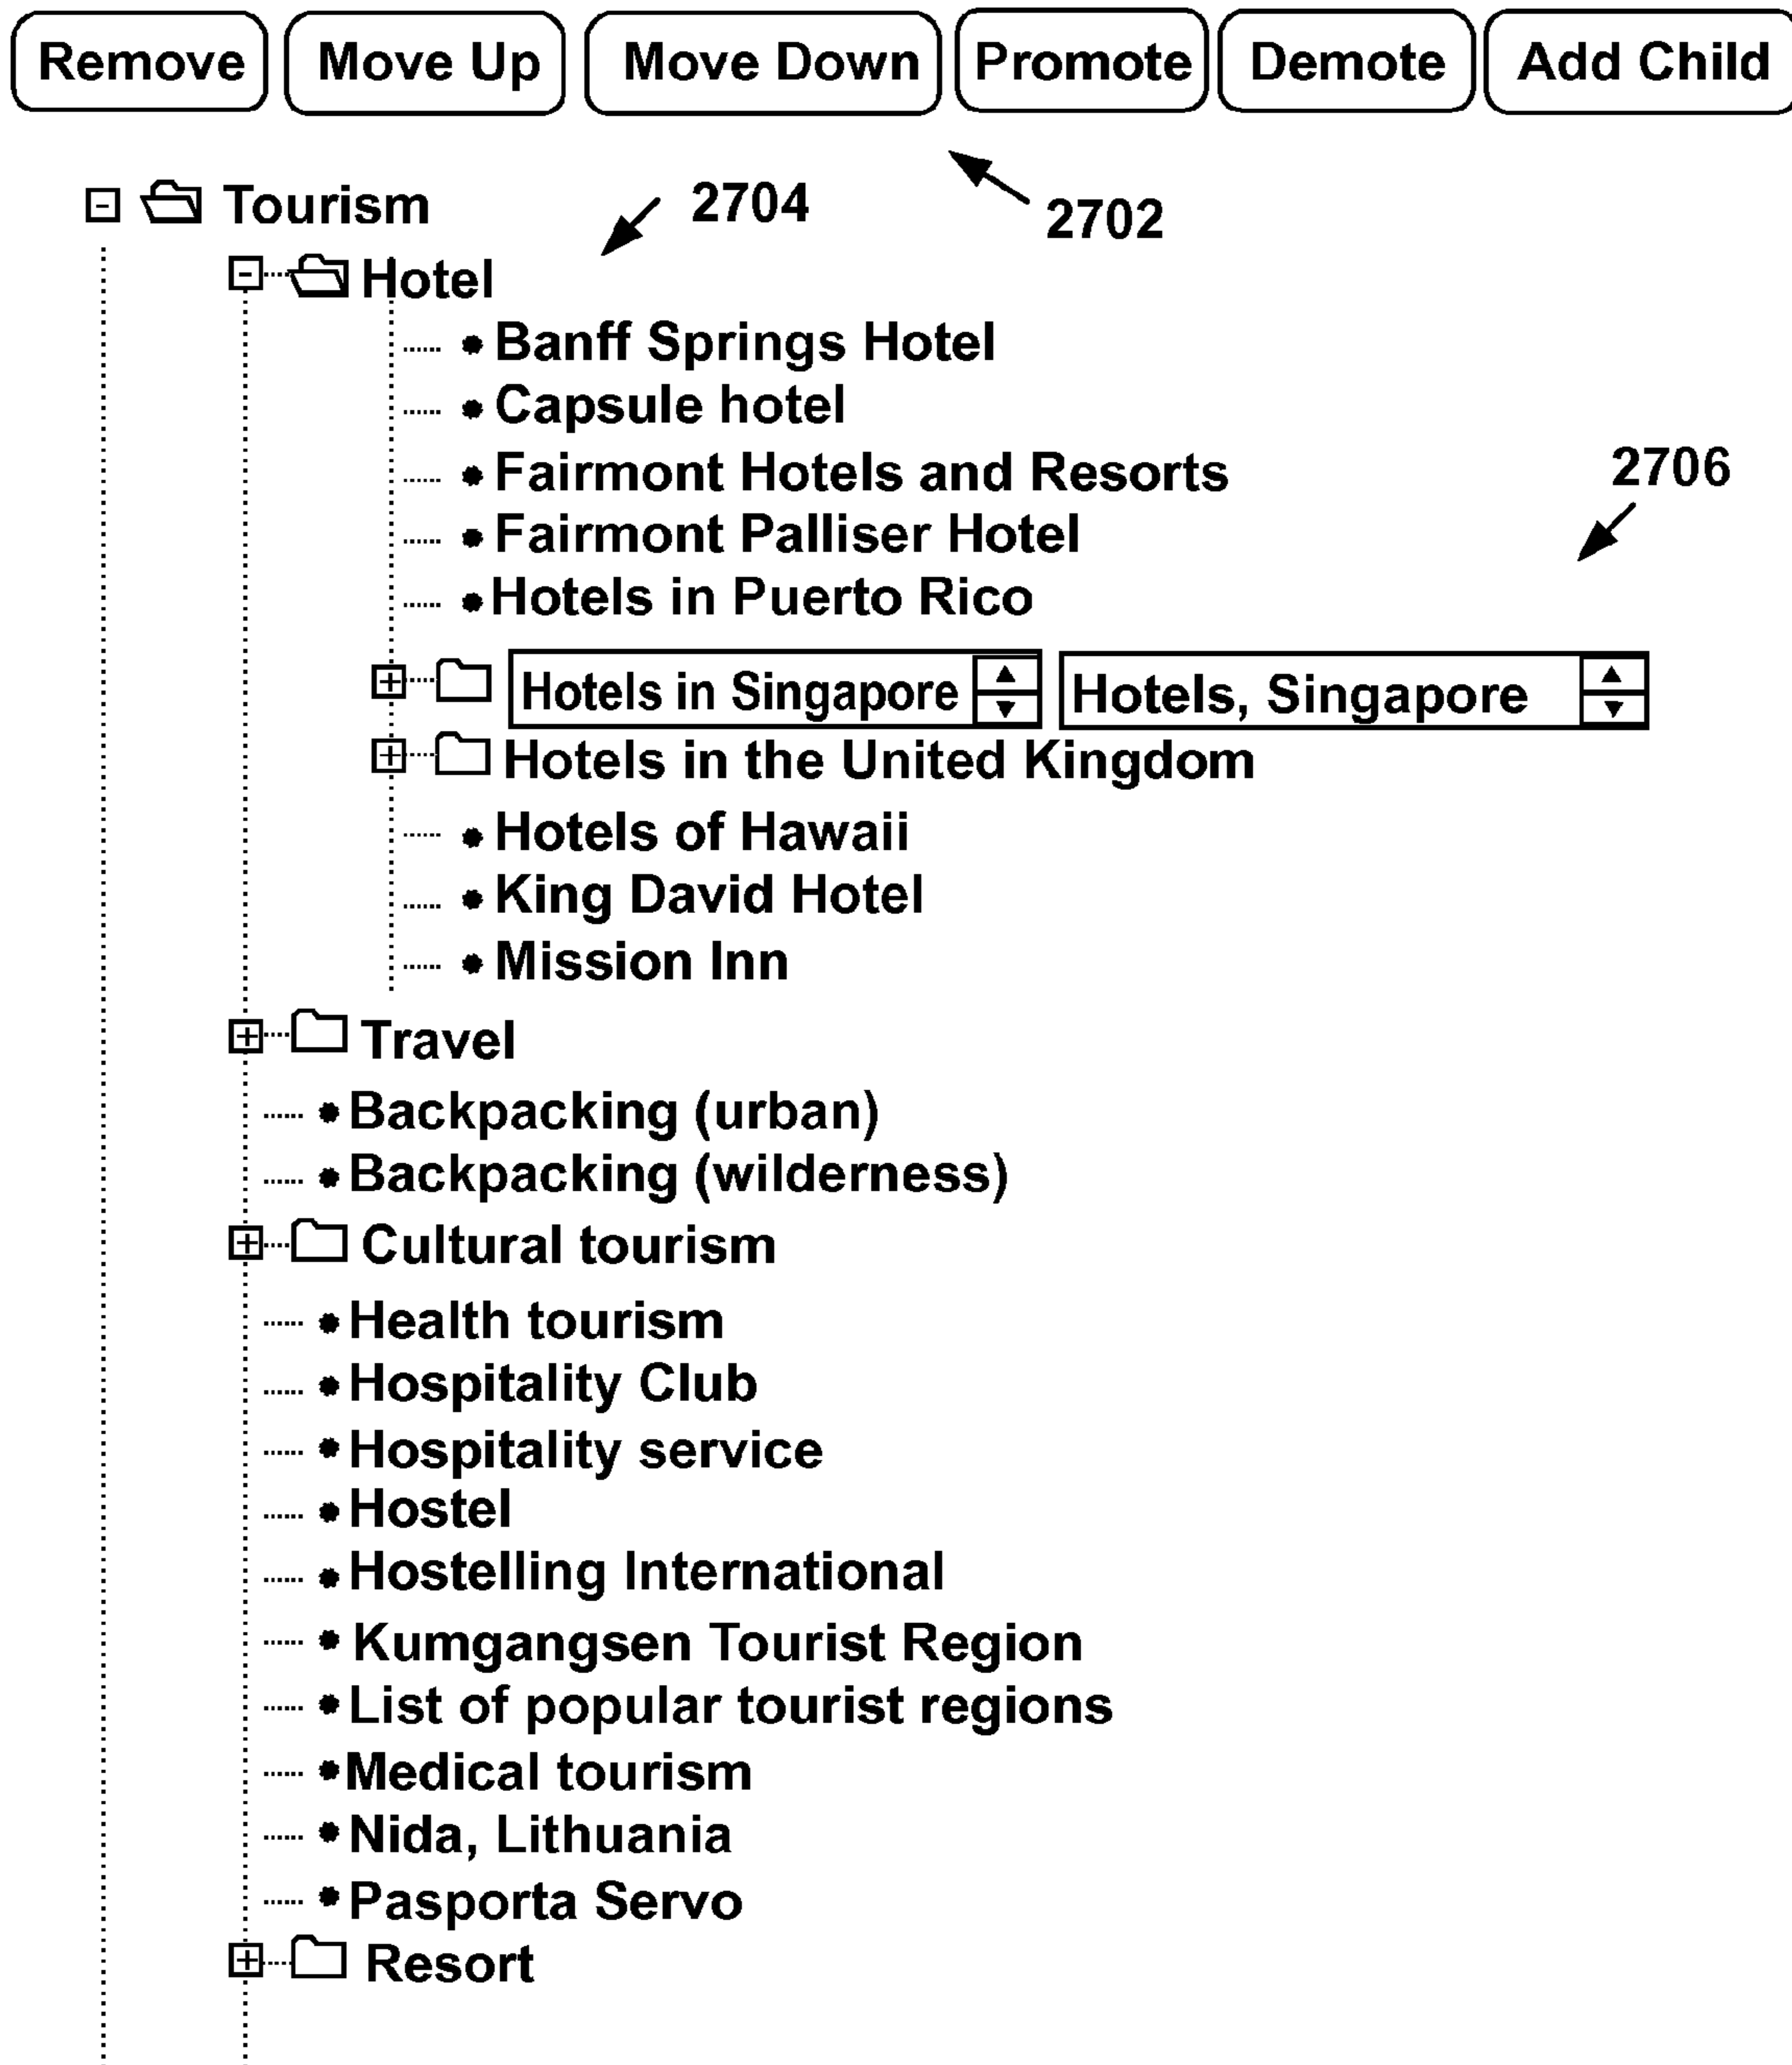 Remove Move Up Move Down Promote Demote Add Child
Tourism 2704 2702
Hotel
Banff Springs Hotel
Capsule hotel
Fairmont Hotels and Resorts 2706
Fairmont Palliser Hotel
Hotels in Puerto Rico
Hotels in Singapore Hotels, Singapore
Hotels in the United Kingdom
Hotels of Hawaii
King David Hotel
Mission Inn
Travel
Backpacking (urban)
Backpacking (wilderness)
Cultural tourism
Health tourism
Hospitality Club
Hospitality service
Hostel
Hostelling International
Kumgangsen Tourist Region
List of popular tourist regions
Medical tourism
Nida, Lithuania
Pasporta Servo
Resort